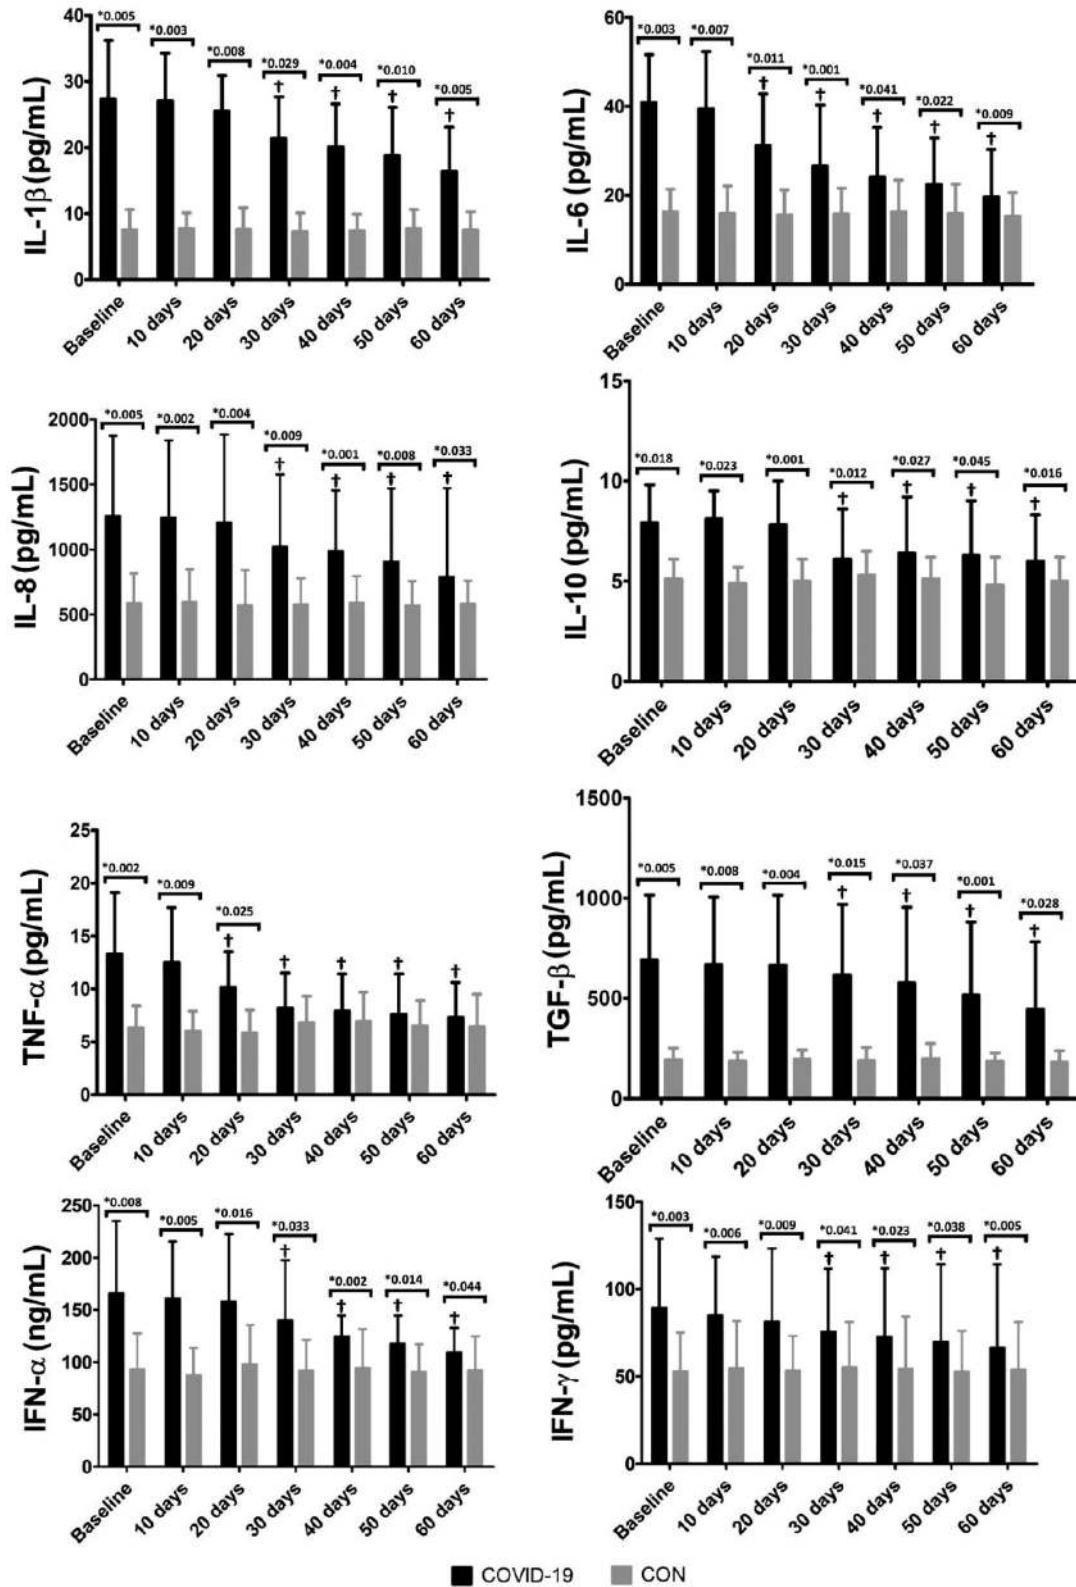 IL-1β (pg/mL)
40
30
20
10
0
*0.005
*0.003
*0.008
*0.029
*0.004
*0.010
*0.005
† † † †
Baseline
10 days
20 days
30 days
40 days
50 days
60 days
IL-6 (pg/mL)
60
40
20
0
*0.003
*0.007
*0.011
*0.001
*0.041
*0.022
*0.009
† † † † †
Baseline
10 days
20 days
30 days
40 days
50 days
60 days
IL-8 (pg/mL)
2000
1500
1000
500
0
*0.005
*0.002
*0.004
*0.009
*0.001
*0.008
*0.033
† † † †
Baseline
10 days
20 days
30 days
40 days
50 days
60 days
IL-10 (pg/mL)
15
10
5
0
*0.018
*0.023
*0.001
*0.012
*0.027
*0.045
*0.016
† † † †
Baseline
10 days
20 days
30 days
40 days
50 days
60 days
TNF-α (pg/mL)
25
20
15
10
5
0
*0.002
*0.009
*0.025
† † † † †
Baseline
10 days
20 days
30 days
40 days
50 days
60 days
TGF-β (pg/mL)
1500
1000
500
0
*0.005
*0.008
*0.004
*0.015
*0.037
*0.001
*0.028
† † † †
Baseline
10 days
20 days
30 days
40 days
50 days
60 days
IFN-α (ng/mL)
250
200
150
100
50
0
*0.008
*0.005
*0.016
*0.033
*0.002
*0.014
*0.044
† † † †
Baseline
10 days
20 days
30 days
40 days
50 days
60 days
IFN-γ (pg/mL)
150
100
50
0
*0.003
*0.006
*0.009
*0.041
*0.023
*0.038
*0.005
† † † †
Baseline
10 days
20 days
30 days
40 days
50 days
60 days
COVID-19 CON